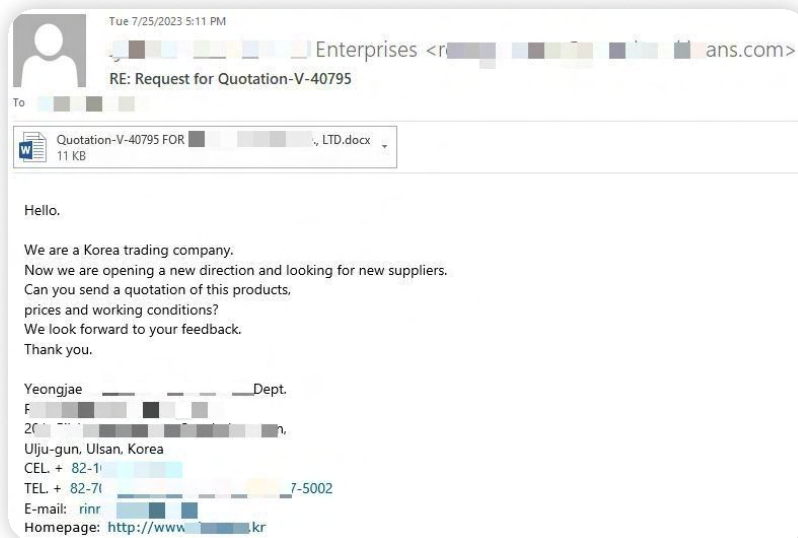 Tue 7/25/2023 5:11 PM
Enterprises <
ans.com>
RE: Request for Quotation-V-40795
To
Quotation-V-40795 FOR
, LTD.docx
11 KB
Hello.
We are a Korea trading company.
Now we are opening a new direction and looking for new suppliers.
Can you send a quotation of this products,
prices and working conditions?
We look forward to your feedback.
Thank you.
Yeongjae Dept.
Ulju-gun, Ulsan, Korea
CEL. + 82-1
TEL. + 82-70 7-5002
E-mail: rinr
Homepage: http://www .kr